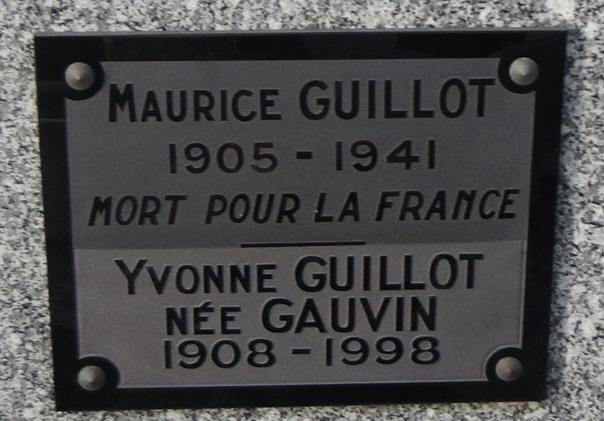 MAURICE GUILLOT
1905 - 1941
MORT POUR LA FRANCE
YVONNE GUILLOT
NÉE GAUVIN
1908 - 1998